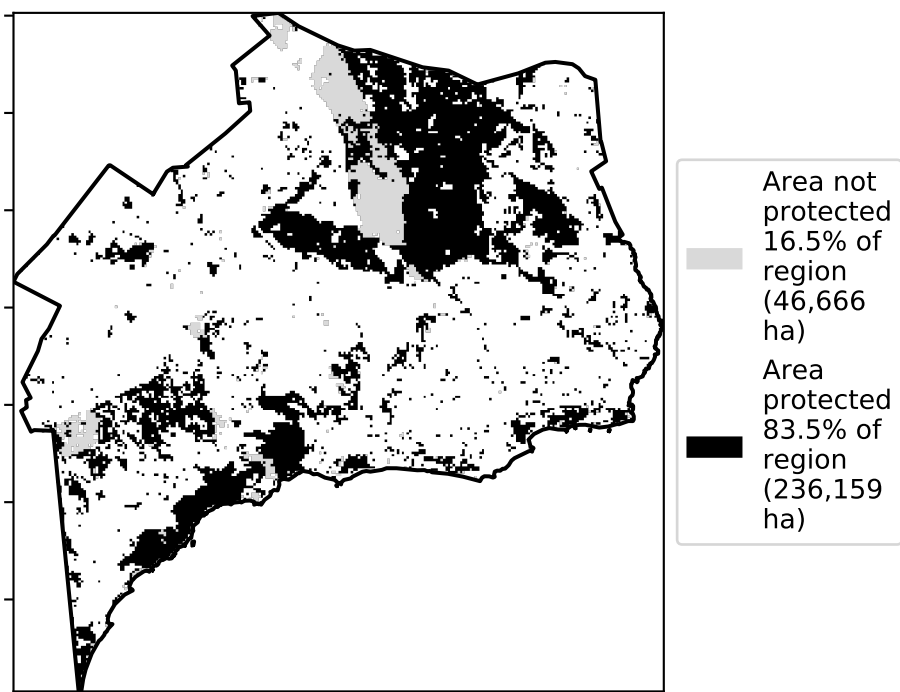 Area not
protected
16.5% of
region
(46,666
ha)
Area
protected
83.5% of
region
(236,159
ha)